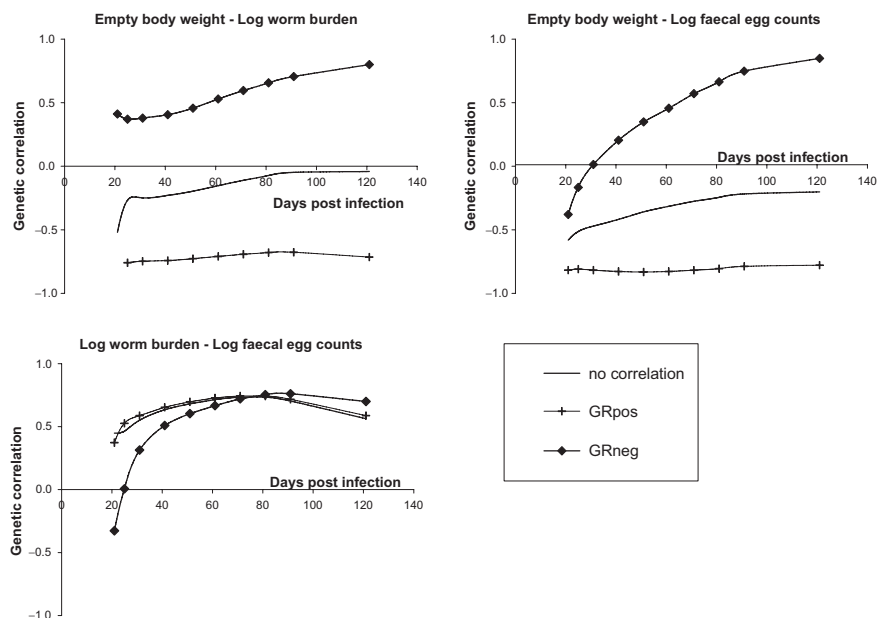 Empty body weight - Log worm burden
1.0
0.5
0.0
−0.5
−1.0
Genetic correlation
0 20 40 60 80 100 120 140
Days post infection
Empty body weight - Log faecal egg counts
1.0
0.5
0.0
−0.5
−1.0
Genetic correlation
Days post infection
0 20 40 60 80 100 120 140
Log worm burden - Log faecal egg counts
1.0
0.5
0.0
−0.5
−1.0
Genetic correlation
Days post infection
0 20 40 60 80 100 120 140
no correlation
GRpos
GRneg